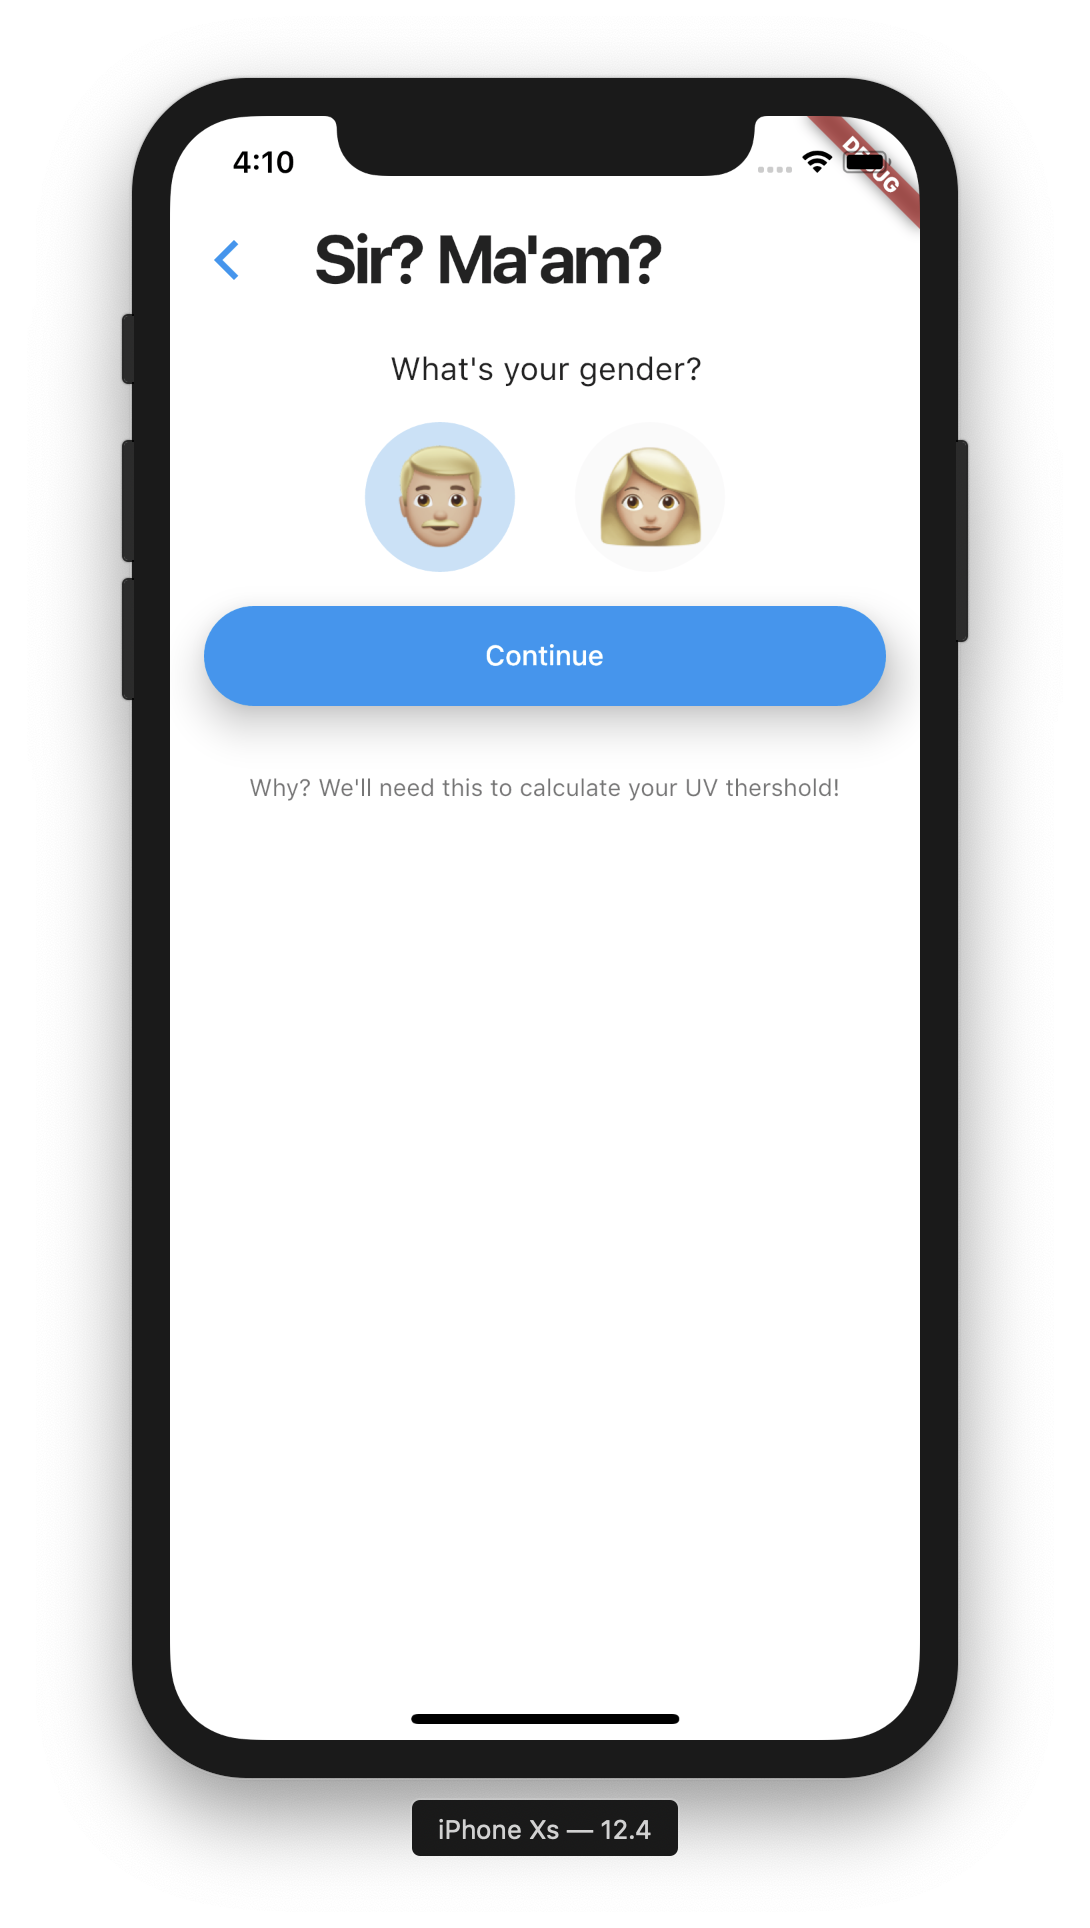 4:10
DEBUG
Sir? Ma'am?
What's your gender?
Continue
Why? We'll need this to calculate your UV thershold!
iPhone Xs — 12.4